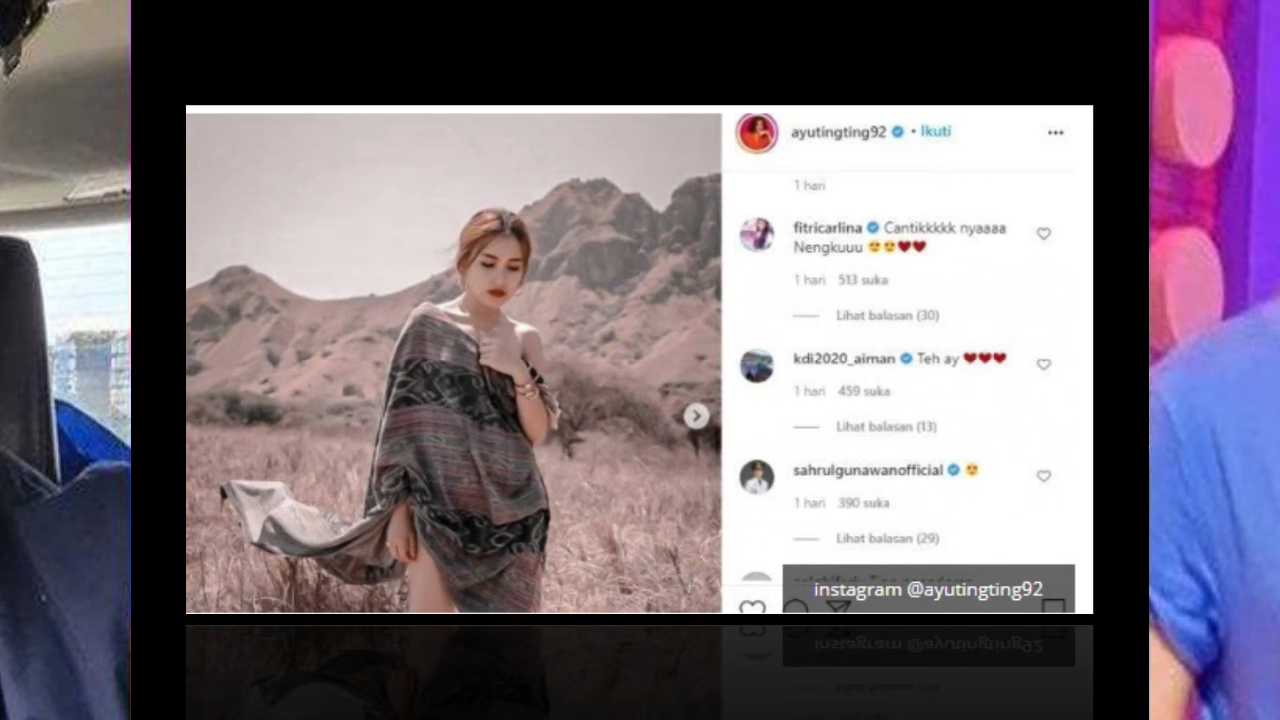 ayutingting92 • Ikuti
1 hari
fitricarlina Cantikkkkk nyaaaa
Nengkuuu
1 hari 513 suka
Lihat balasan (30)
kdi2020_aiman Teh ay
1 hari 459 suka
Lihat balasan (13)
sahrulgunawanofficial
1 hari 390 suka
Lihat balasan (29)
instagram @ayutingting92